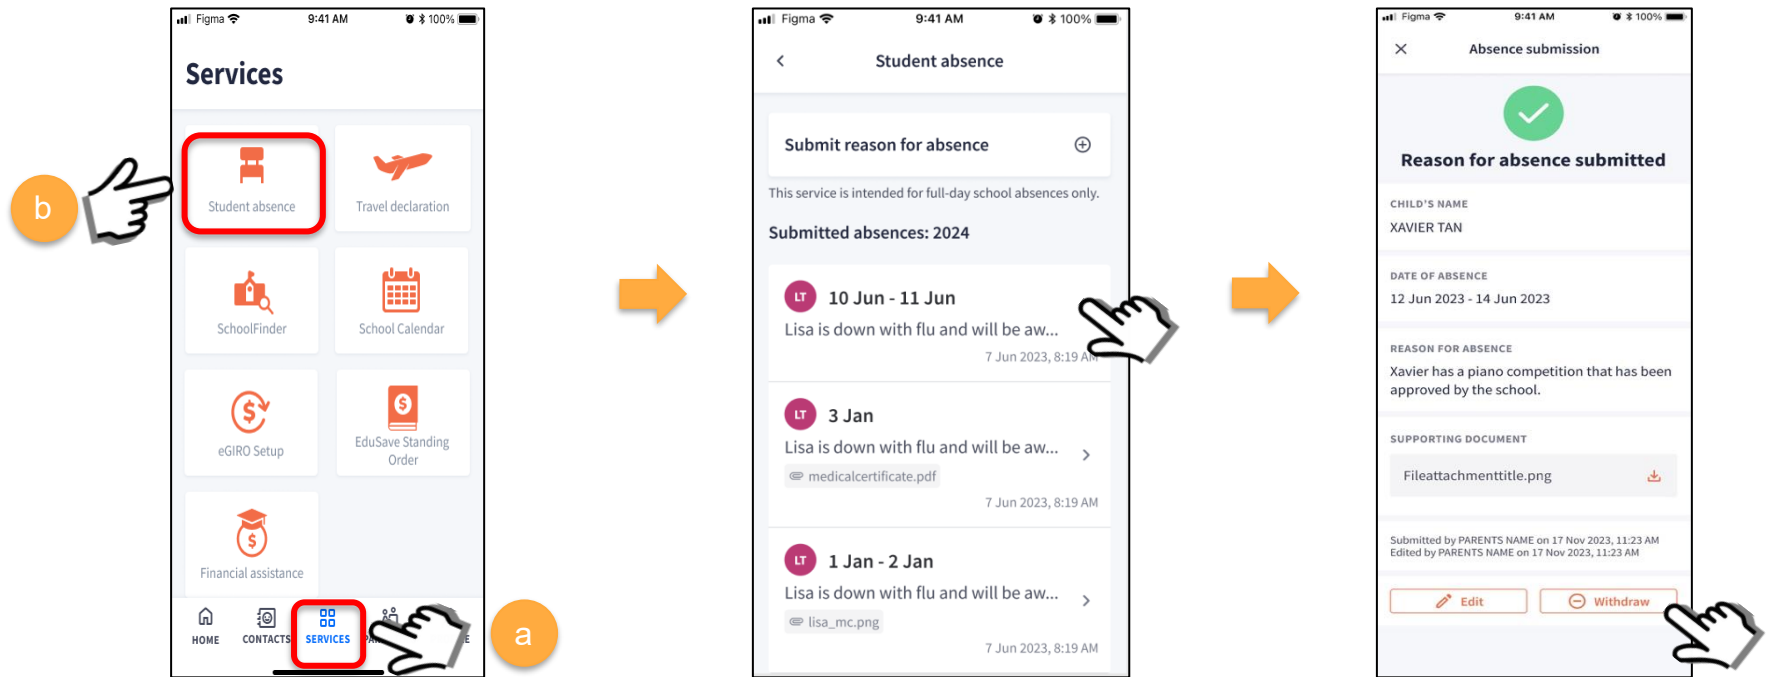 Figma 9:41 AM 100%
Services
b
Student absence
Travel declaration
SchoolFinder
School Calendar
eGIRO Setup
EduSave Standing
Order
Financial assistance
HOME CONTACTS SERVICES
a
Figma 9:41 AM 100%
Student absence
Submit reason for absence
This service is intended for full-day school absences only.
Submitted absences: 2024
LT 10 Jun - 11 Jun
Lisa is down with flu and will be aw...
7 Jun 2023, 8:19 AM
LT 3 Jan
Lisa is down with flu and will be aw...
medicalcertificate.pdf
7 Jun 2023, 8:19 AM
LT 1 Jan - 2 Jan
Lisa is down with flu and will be aw...
lisa_mc.png
7 Jun 2023, 8:19 AM
Figma 9:41 AM 100%
Absence submission
Reason for absence submitted
CHILD'S NAME
XAVIER TAN
DATE OF ABSENCE
12 Jun 2023 - 14 Jun 2023
REASON FOR ABSENCE
Xavier has a piano competition that has been
approved by the school.
SUPPORTING DOCUMENT
Fileattachmenttitle.png
Submitted by PARENTS NAME on 17 Nov 2023, 11:23 AM
Edited by PARENTS NAME on 17 Nov 2023, 11:23 AM
Edit
Withdraw